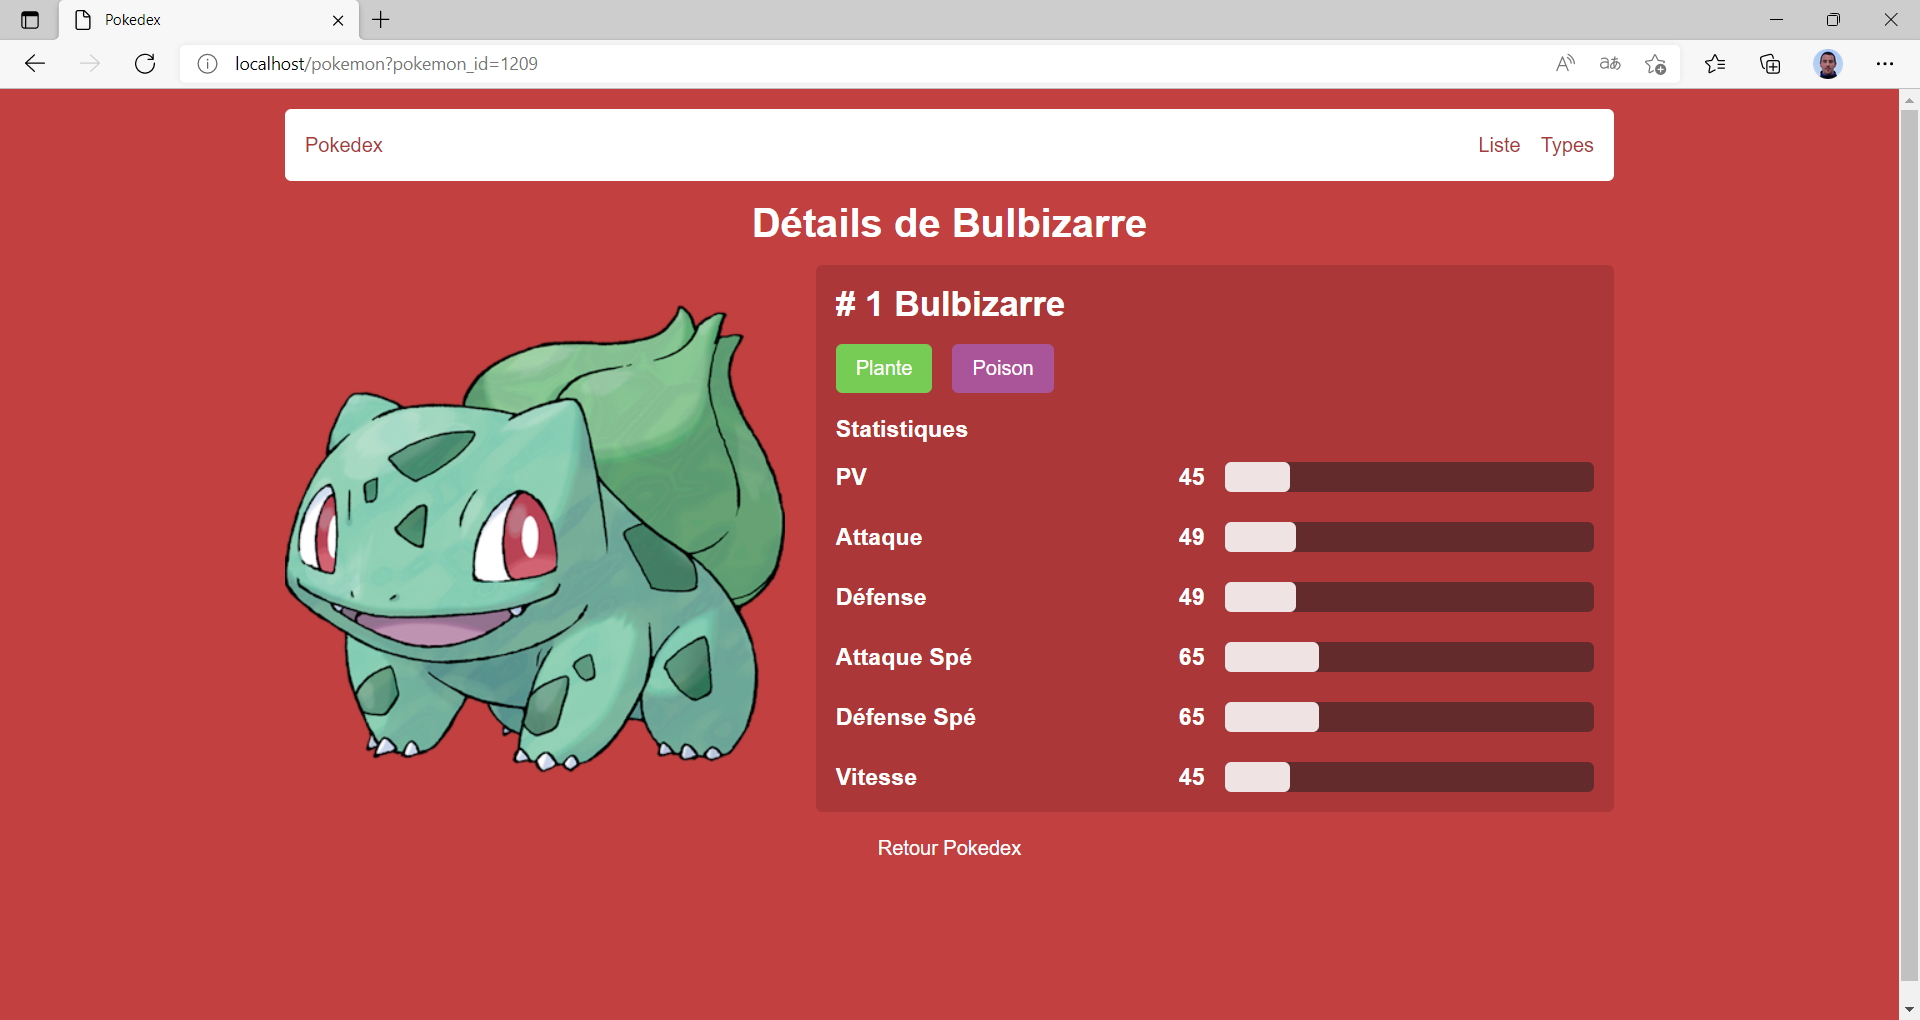 Pokedex
localhost/pokemon?pokemon_id=1209
Pokedex
Liste Types
Détails de Bulbizarre
# 1 Bulbizarre
Plante Poison
Statistiques
PV 45
Attaque 49
Défense 49
Attaque Spé 65
Défense Spé 65
Vitesse 45
Retour Pokedex